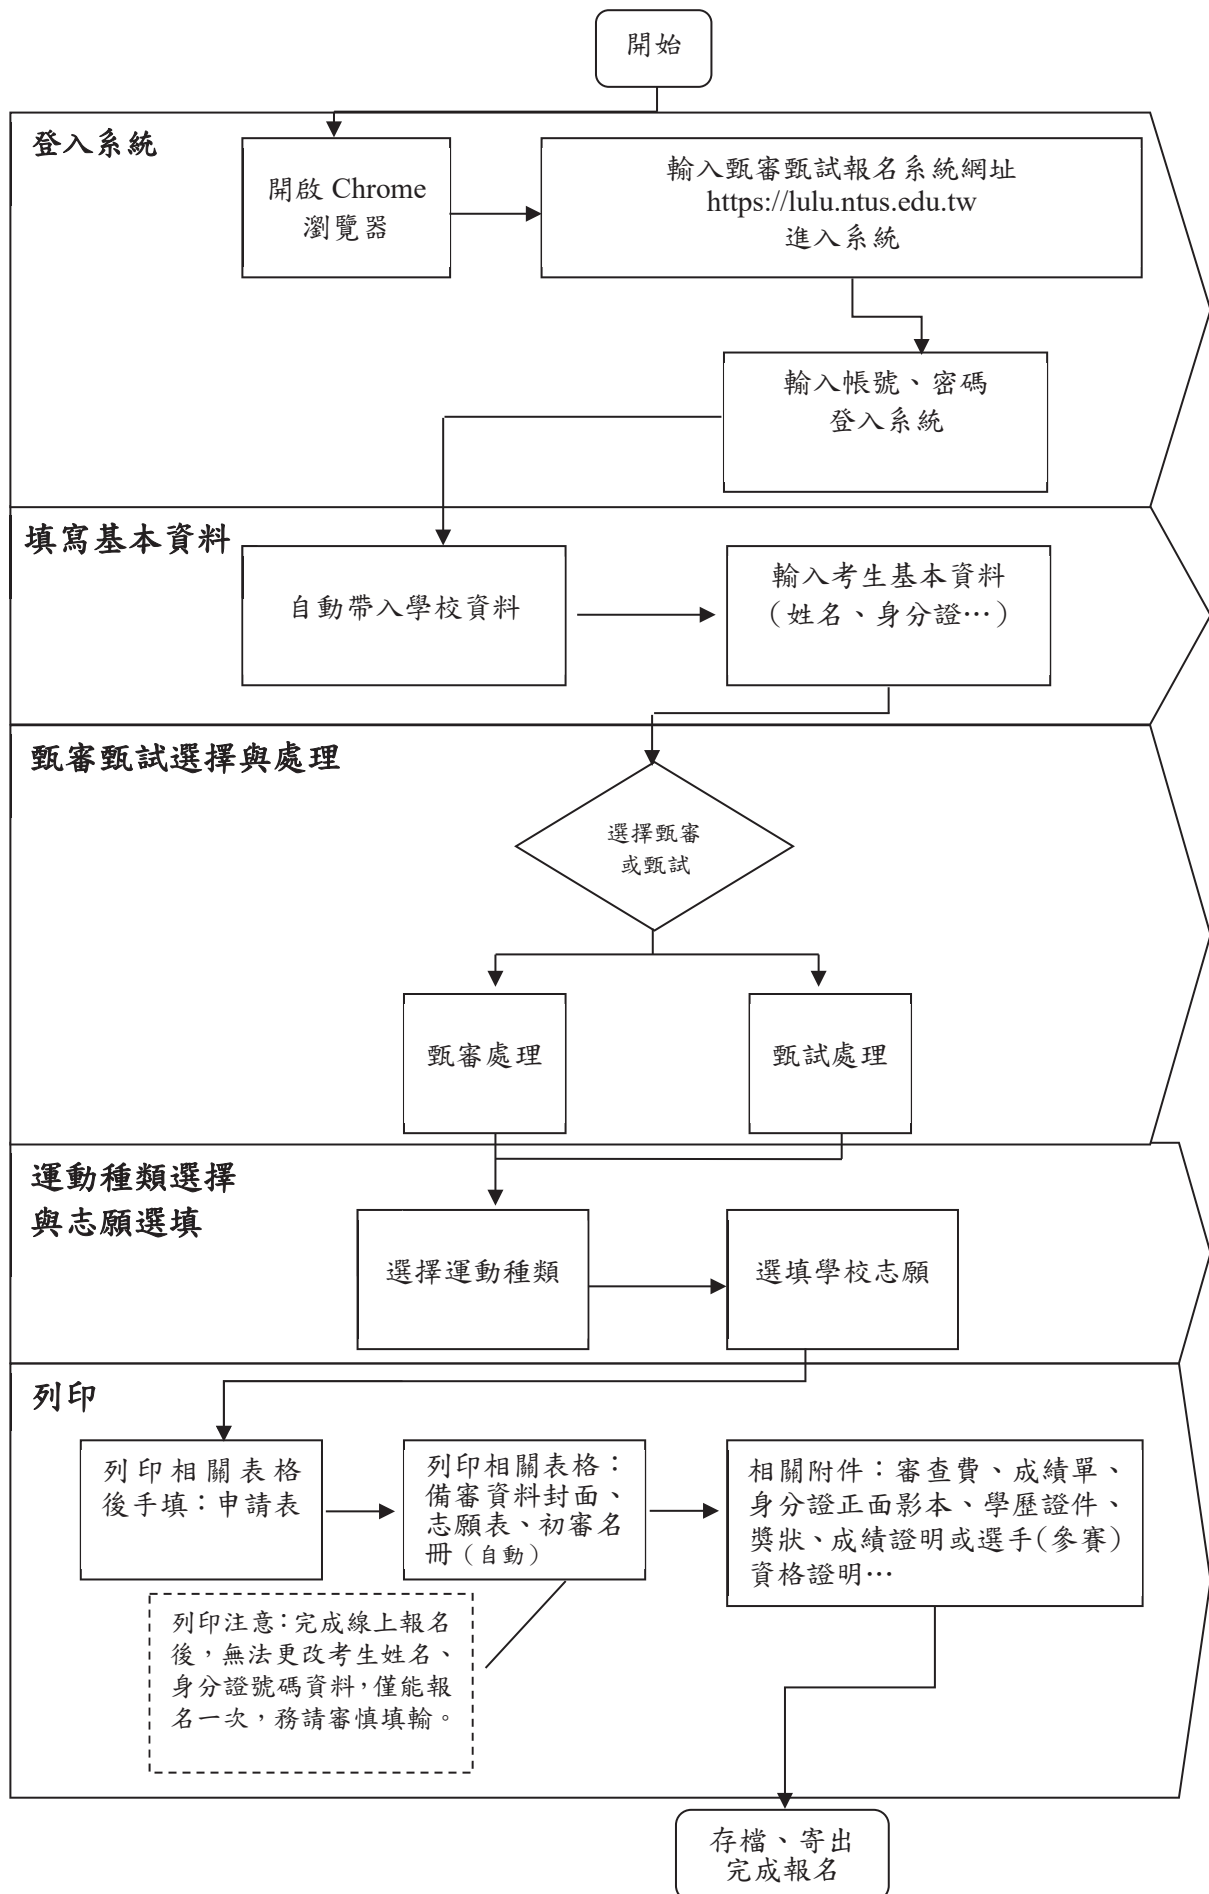 開始
登入系統
開啟 Chrome
瀏覽器
輸入甄審甄試報名系統網址
https://lulu.ntus.edu.tw
進入系統
輸入帳號、密碼
登入系統
填寫基本資料
自動帶入學校資料
輸入考生基本資料
（姓名、身分證…）
甄審甄試選擇與處理
選擇甄審
或甄試
甄審處理
甄試處理
運動種類選擇
與志願選填
選擇運動種類
選填學校志願
列印
列印相關表格
後手填：申請表
列印相關表格：
備審資料封面、
志願表、初審名
冊（自動）
相關附件：審查費、成績單、
身分證正面影本、學歷證件、
獎狀、成績證明或選手(參賽)
資格證明…
列印注意：完成線上報名
後，無法更改考生姓名、
身分證號碼資料，僅能報
名一次，務請審慎填輸。
存檔、寄出
完成報名